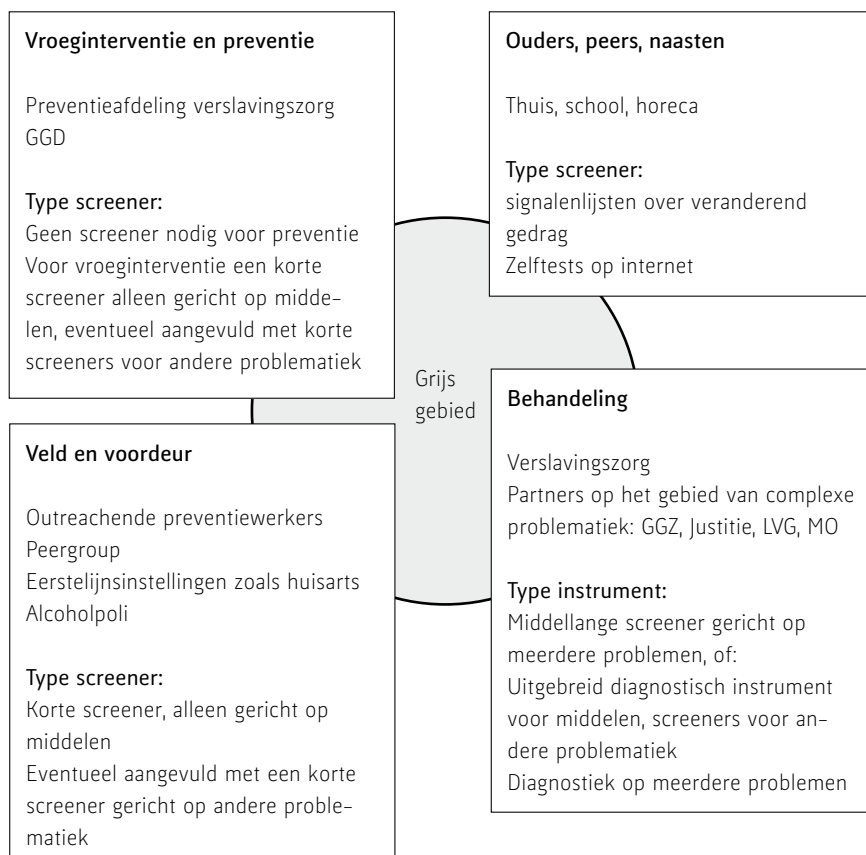 Vroeginterventie en preventie
Preventieafdeling verslavingszorg
GGD
Type screener:
Geen screener nodig voor preventie
Voor vroeginterventie een korte
screener alleen gericht op midde-
len, eventueel aangevuld met korte
screeners voor andere problematiek
Ouders, peers, naasten
Thuis, school, horeca
Type screener:
signalenlijsten over veranderend
gedrag
Zelftests op internet
Grijs
gebied
Veld en voordeur
Outreachende preventiewerkers
Peergroup
Eerstelijnsinstellingen zoals huisarts
Alcoholpoli
Type screener:
Korte screener, alleen gericht op
middelen
Eventueel aangevuld met een korte
screener gericht op andere proble-
matiek
Behandeling
Verslavingszorg
Partners op het gebied van complexe
problematiek: GGZ, Justitie, LVG, MO
Type instrument:
Middellange screener gericht op
meerdere problemen, of:
Uitgebreid diagnostisch instrument
voor middelen, screeners voor an-
dere problematiek
Diagnostiek op meerdere problemen